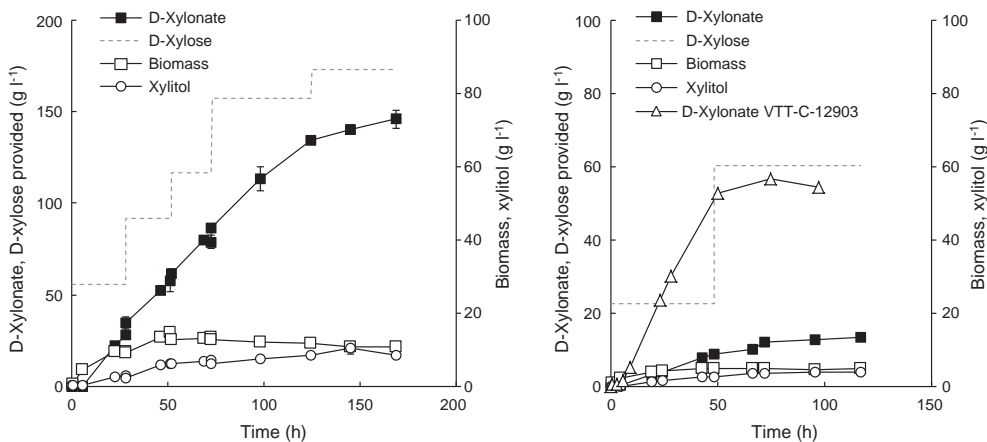 D-Xylonate
D-Xylose
Biomass
Xylitol
D-Xylonate, D-xylose provided (g l⁻¹)
200
150
100
50
0
Biomass, xylitol (g l⁻¹)
100
80
60
40
20
0
0 50 100 150 200
Time (h)
D-Xylonate
D-Xylose
Biomass
Xylitol
D-Xylonate VTT-C-12903
D-Xylonate, D-xylose provided (g l⁻¹)
100
80
60
40
20
0
Biomass, xylitol (g l⁻¹)
100
80
60
40
20
0
0 50 100 150
Time (h)